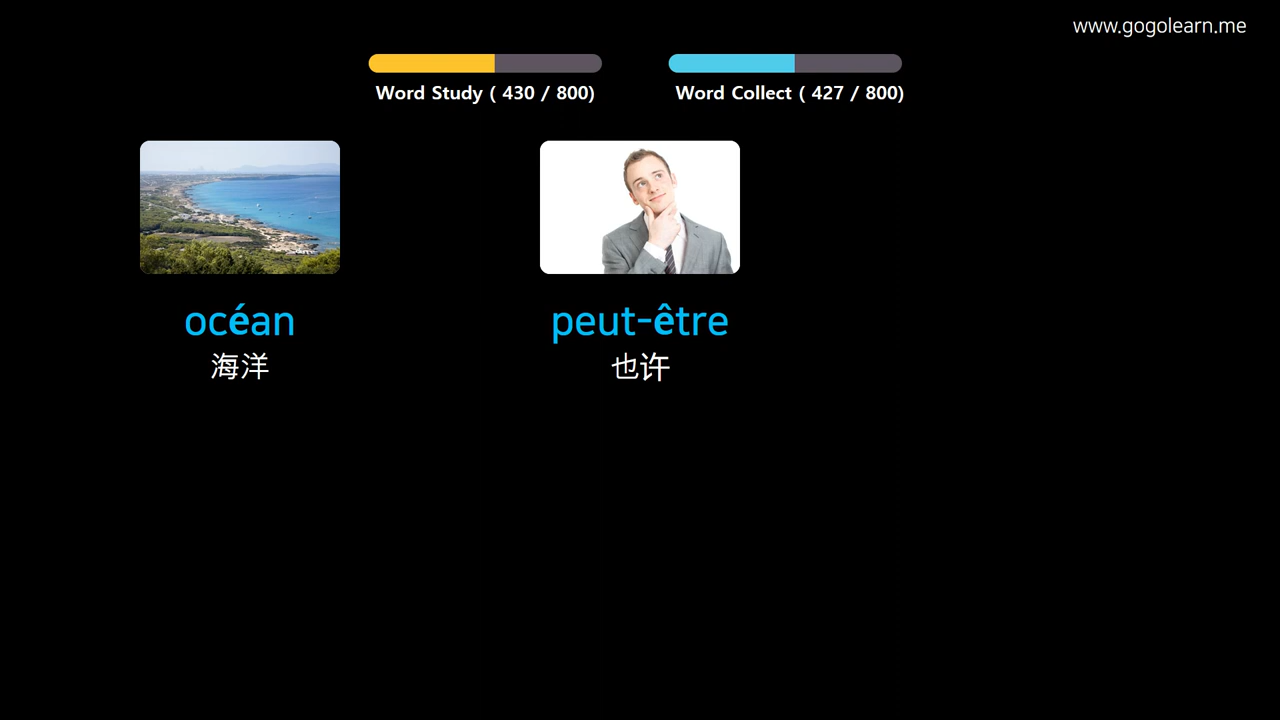 www.gogolearn.me
Word Study ( 430 / 800)
Word Collect ( 427 / 800)
océan
海洋
peut-être
也许